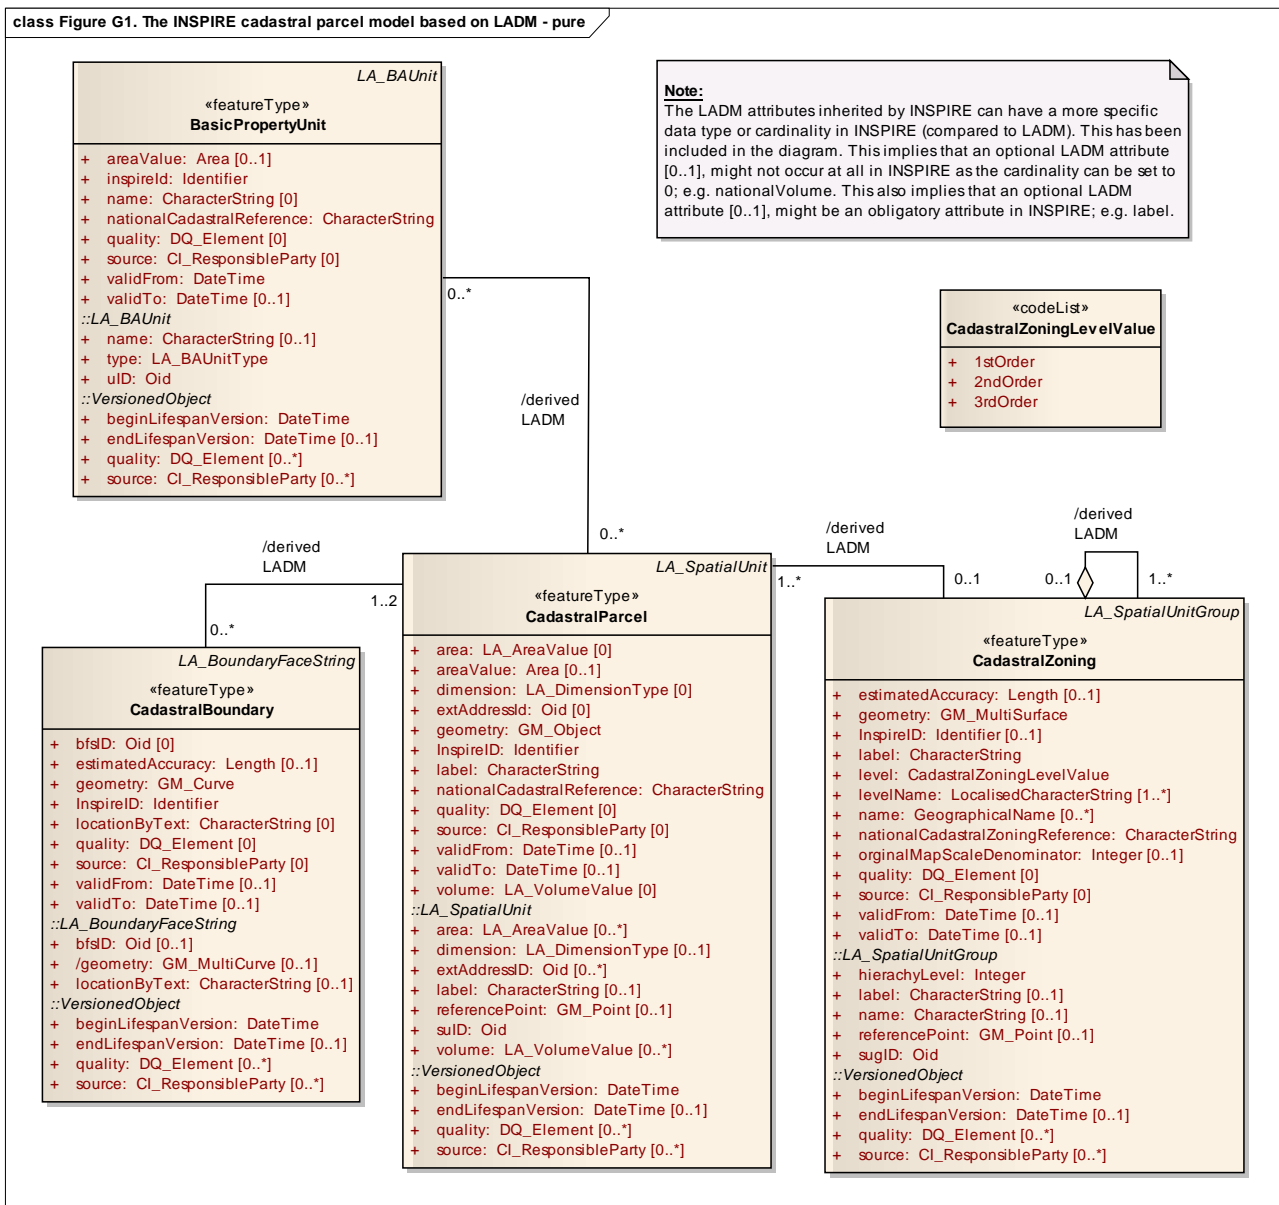 class Figure G1. The INSPIRE cadastral parcel model based on LADM - pure
LA_BAUnit
«featureType»
BasicPropertyUnit
+ areaValue: Area [0..1]
+ inspireId: Identifier
+ name: CharacterString [0]
+ nationalCadastralReference: CharacterString
+ quality: DQ_Element [0]
+ source: CI_ResponsibleParty [0]
+ validFrom: DateTime
+ validTo: DateTime [0..1]
::LA_BAUnit
+ name: CharacterString [0..1]
+ type: LA_BAUnitType
+ uID: Oid
::VersionedObject
+ beginLifespanVersion: DateTime
+ endLifespanVersion: DateTime [0..1]
+ quality: DQ_Element [0..*]
+ source: CI_ResponsibleParty [0..*]
Note:
The LADM attributes inherited by INSPIRE can have a more specific
data type or cardinality in INSPIRE (compared to LADM). This has been
included in the diagram. This implies that an optional LADM attribute
[0..1], might not occur at all in INSPIRE as the cardinality can be set to
0; e.g. nationalVolume. This also implies that an optional LADM
attribute [0..1], might be an obligatory attribute in INSPIRE; e.g. label.
«codeList»
CadastralZoningLevelValue
+ 1stOrder
+ 2ndOrder
+ 3rdOrder
0..*
/derived
LADM
0..*
/derived
LADM
1..2
0..*
/derived
LADM
1..*
0..1
/derived
LADM
0..1
1..*
LA_BoundaryFaceString
«featureType»
CadastralBoundary
+ bfsID: Oid [0]
+ estimatedAccuracy: Length [0..1]
+ geometry: GM_Curve
+ InspireID: Identifier
+ locationByText: CharacterString [0]
+ quality: DQ_Element [0]
+ source: CI_ResponsibleParty [0]
+ validFrom: DateTime [0..1]
+ validTo: DateTime [0..1]
::LA_BoundaryFaceString
+ bfsID: Oid [0..1]
+ /geometry: GM_MultiCurve [0..1]
+ locationByText: CharacterString [0..1]
::VersionedObject
+ beginLifespanVersion: DateTime
+ endLifespanVersion: DateTime [0..1]
+ quality: DQ_Element [0..*]
+ source: CI_ResponsibleParty [0..*]
LA_SpatialUnit
«featureType»
CadastralParcel
+ area: LA_AreaValue [0]
+ areaValue: Area [0..1]
+ dimension: LA_DimensionType [0]
+ extAddressId: Oid [0]
+ geometry: GM_Object
+ InspireID: Identifier
+ label: CharacterString
+ nationalCadastralReference: CharacterString
+ quality: DQ_Element [0]
+ source: CI_ResponsibleParty [0]
+ validFrom: DateTime [0..1]
+ validTo: DateTime [0..1]
+ volume: LA_VolumeValue [0]
::LA_SpatialUnit
+ area: LA_AreaValue [0..*]
+ dimension: LA_DimensionType [0..1]
+ extAddressID: Oid [0..*]
+ label: CharacterString [0..1]
+ referencePoint: GM_Point [0..1]
+ suID: Oid
+ volume: LA_VolumeValue [0..*]
::VersionedObject
+ beginLifespanVersion: DateTime
+ endLifespanVersion: DateTime [0..1]
+ quality: DQ_Element [0..*]
+ source: CI_ResponsibleParty [0..*]
LA_SpatialUnitGroup
«featureType»
CadastralZoning
+ estimatedAccuracy: Length [0..1]
+ geometry: GM_MultiSurface
+ InspireID: Identifier [0..1]
+ label: CharacterString
+ level: CadastralZoningLevelValue
+ levelName: LocalisedCharacterString [1..*]
+ name: GeographicalName [0..*]
+ nationalCadastralZoningReference: CharacterString
+ orginalMapScaleDenominator: Integer [0..1]
+ quality: DQ_Element [0]
+ source: CI_ResponsibleParty [0]
+ validFrom: DateTime [0..1]
+ validTo: DateTime [0..1]
::LA_SpatialUnitGroup
+ hierachyLevel: Integer
+ label: CharacterString [0..1]
+ name: CharacterString [0..1]
+ referencePoint: GM_Point [0..1]
+ sugID: Oid
::VersionedObject
+ beginLifespanVersion: DateTime
+ endLifespanVersion: DateTime [0..1]
+ quality: DQ_Element [0..*]
+ source: CI_ResponsibleParty [0..*]